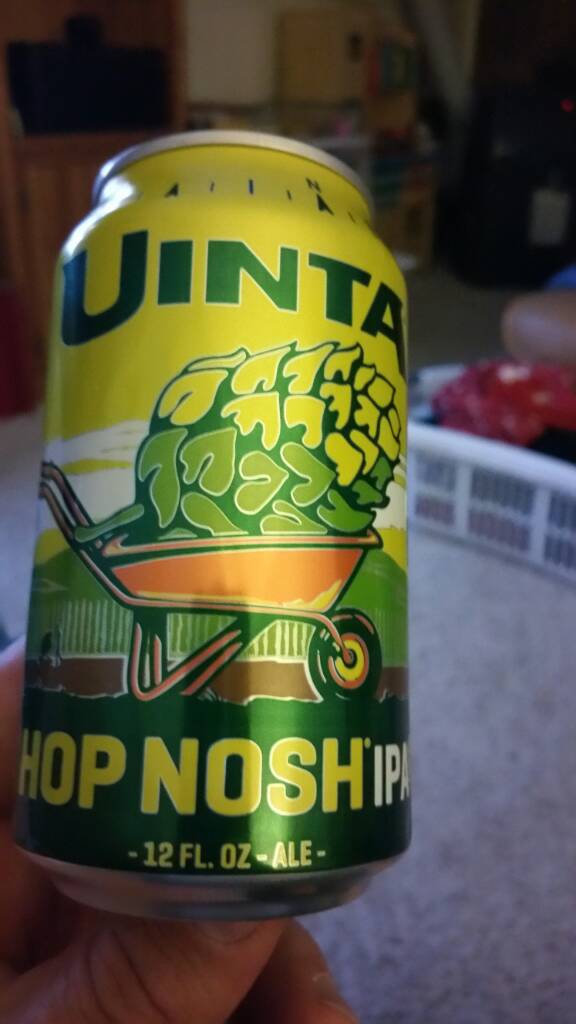 UINTA
HOP NOSH® IPA
- 12 FL. OZ - ALE -